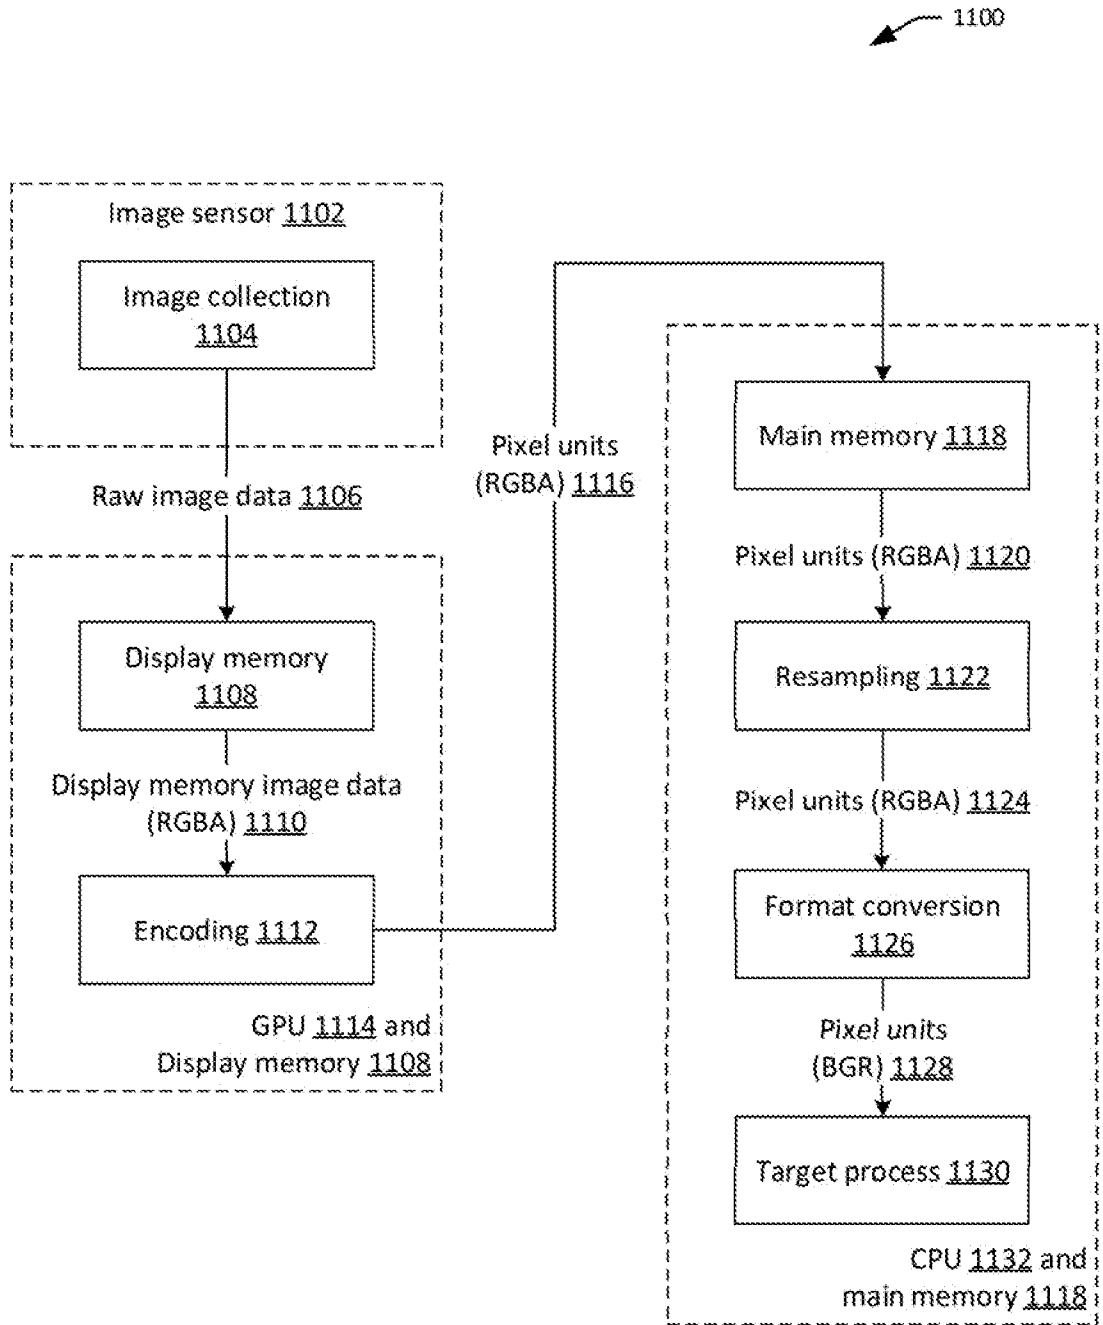 1100
Image sensor 1102
Image collection
1104
Raw image data 1106
Display memory
1108
Display memory image data
(RGBA) 1110
Encoding 1112
GPU 1114 and
Display memory 1108
Pixel units
(RGBA) 1116
Main memory 1118
Pixel units (RGBA) 1120
Resampling 1122
Pixel units (RGBA) 1124
Format conversion
1126
Pixel units
(BGR) 1128
Target process 1130
CPU 1132 and
main memory 1118